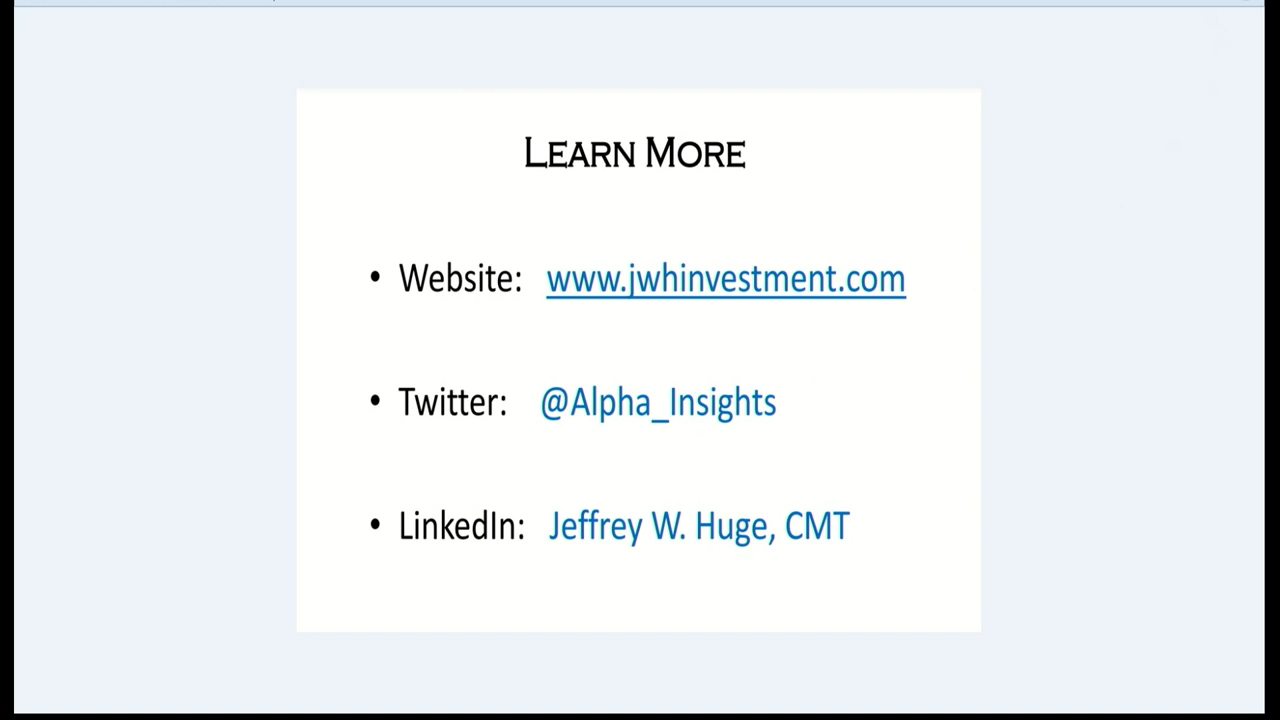 Learn More
• Website: www.jwhinvestment.com
• Twitter: @Alpha_Insights
• LinkedIn: Jeffrey W. Huge, CMT